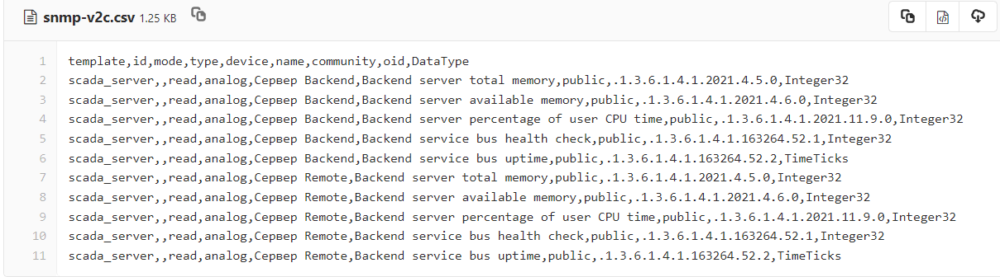 snmp-v2c.csv 1.25 KB
1 template,id,mode,type,device,name,community,oid,DataType
2 scada_server,,read,analog,Сервер Backend,Backend server total memory,public,.1.3.6.1.4.1.2021.4.5.0,Integer32
3 scada_server,,read,analog,Сервер Backend,Backend server available memory,public,.1.3.6.1.4.1.2021.4.6.0,Integer32
4 scada_server,,read,analog,Сервер Backend,Backend server percentage of user CPU time,public,.1.3.6.1.4.1.2021.11.9.0,Integer32
5 scada_server,,read,analog,Сервер Backend,Backend service bus health check,public,.1.3.6.1.4.1.163264.52.1,Integer32
6 scada_server,,read,analog,Сервер Backend,Backend service bus uptime,public,.1.3.6.1.4.1.163264.52.2,TimeTicks
7 scada_server,,read,analog,Сервер Remote,Backend server total memory,public,.1.3.6.1.4.1.2021.4.5.0,Integer32
8 scada_server,,read,analog,Сервер Remote,Backend server available memory,public,.1.3.6.1.4.1.2021.4.6.0,Integer32
9 scada_server,,read,analog,Сервер Remote,Backend server percentage of user CPU time,public,.1.3.6.1.4.1.2021.11.9.0,Integer32
10 scada_server,,read,analog,Сервер Remote,Backend service bus health check,public,.1.3.6.1.4.1.163264.52.1,Integer32
11 scada_server,,read,analog,Сервер Remote,Backend service bus uptime,public,.1.3.6.1.4.1.163264.52.2,TimeTicks